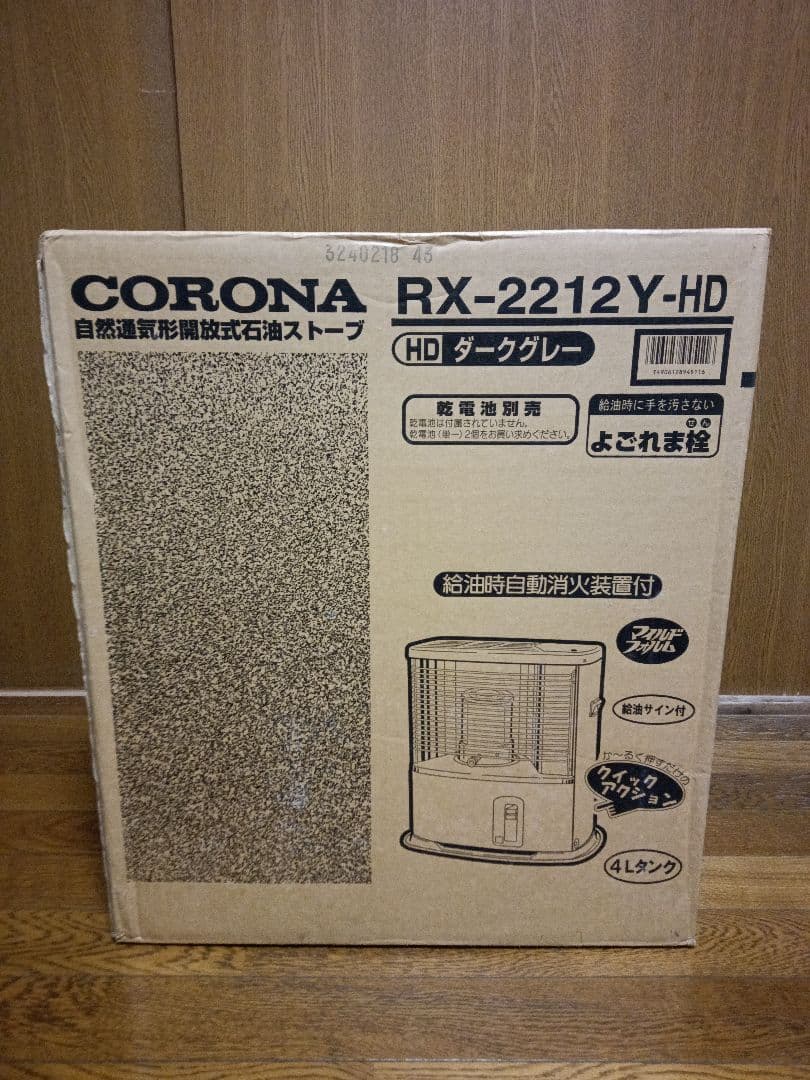 3240218 43
CORONA
自然通気形開放式石油ストーブ
RX-2212Y-HD
HD ダークグレー
乾電池別売
乾電池は付属されていません。
乾電池(単一)2個をお買い求めください。
給油時に手を汚さない
せん
よごれま栓
給油時自動消火装置付
マイルド
フォルム
給油サイン付
か〜るく押すだけの
クイック
アクション
4Lタンク